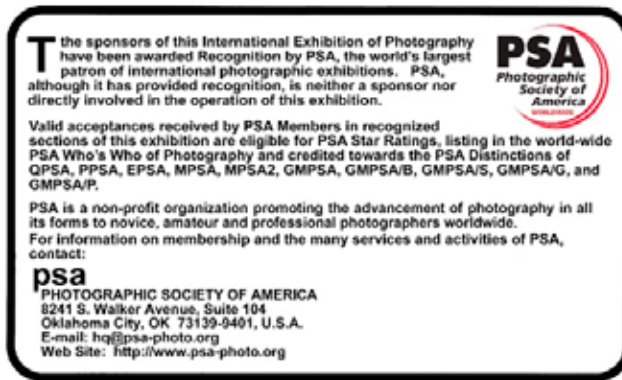 The sponsors of this International Exhibition of Photography
have been awarded Recognition by PSA, the world's largest
patron of international photographic exhibitions. PSA,
although it has provided recognition, is neither a sponsor nor
directly involved in the operation of this exhibition.
PSA
Photographic
Society of
America
WORLDWIDE
Valid acceptances received by PSA Members in recognized
sections of this exhibition are eligible for PSA Star Ratings, listing in the world-wide
PSA Who's Who of Photography and credited towards the PSA Distinctions of
QPSA, PPSA, EPSA, MPSA, MPSA2, GMPSA, GMPSA/B, GMPSA/S, GMPSA/G, and
GMPSA/P.
PSA is a non-profit organization promoting the advancement of photography in all
its forms to novice, amateur and professional photographers worldwide.
For information on membership and the many services and activities of PSA,
contact:
psa
PHOTOGRAPHIC SOCIETY OF AMERICA
8241 S. Walker Avenue, Suite 104
Oklahoma City, OK 73139-9401, U.S.A.
E-mail: hq@psa-photo.org
Web Site: http://www.psa-photo.org